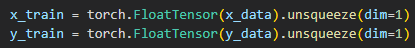 x_train = torch.FloatTensor(x_data).unsqueeze(dim=1)
y_train = torch.FloatTensor(y_data).unsqueeze(dim=1)